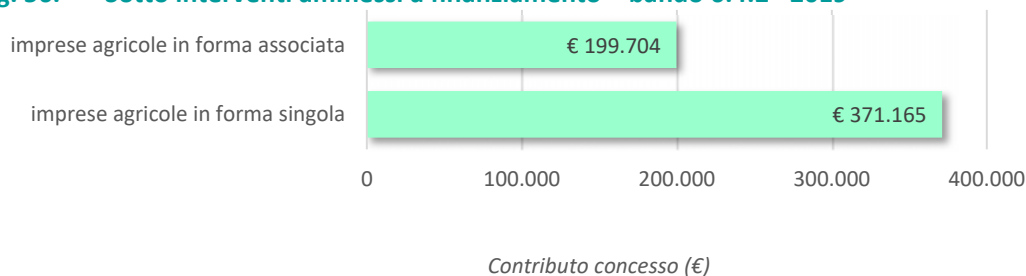 imprese agricole in forma associata
€ 199.704
imprese agricole in forma singola
€ 371.165
0 100.000 200.000 300.000 400.000
Contributo concesso (€)